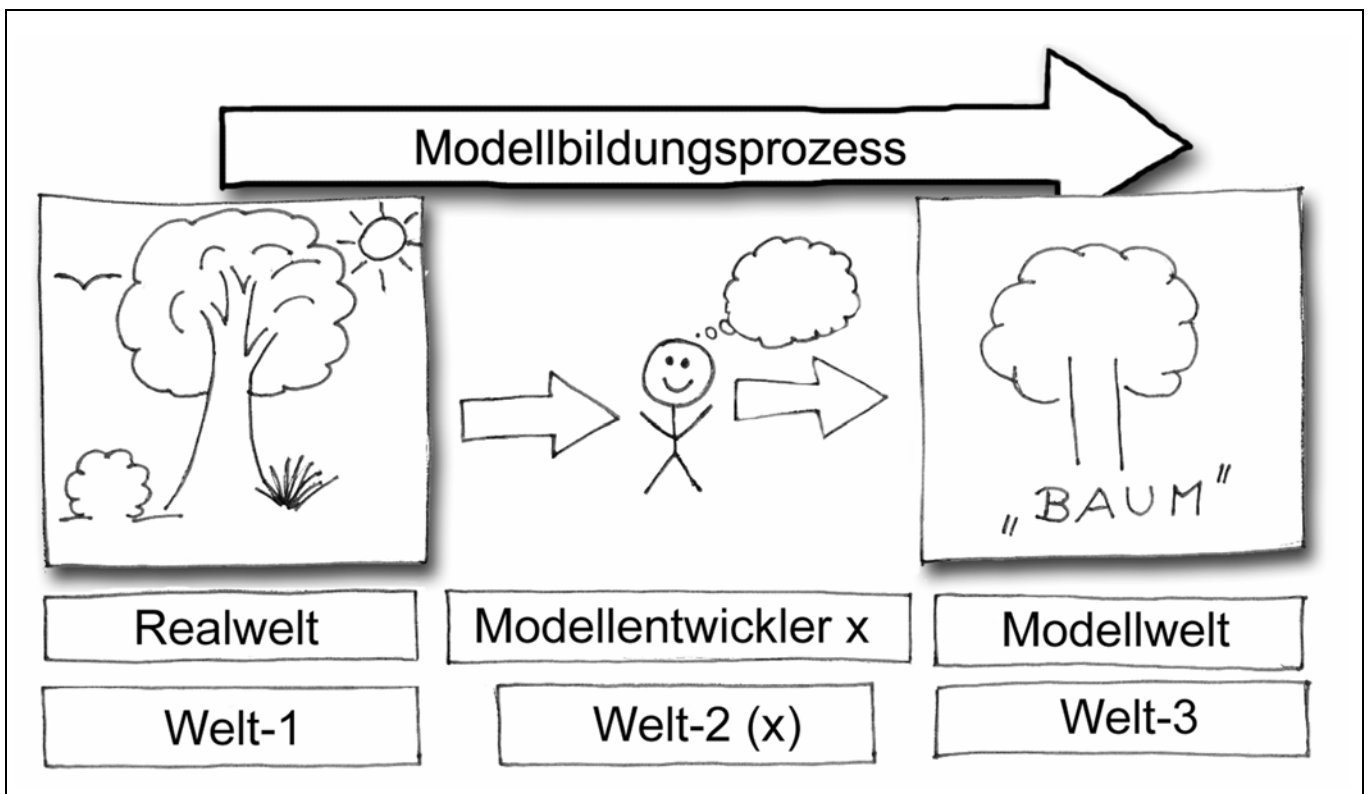 Modellbildungsprozess
„BAUM"
Realwelt
Modellentwickler x
Modellwelt
Welt-1
Welt-2 (x)
Welt-3